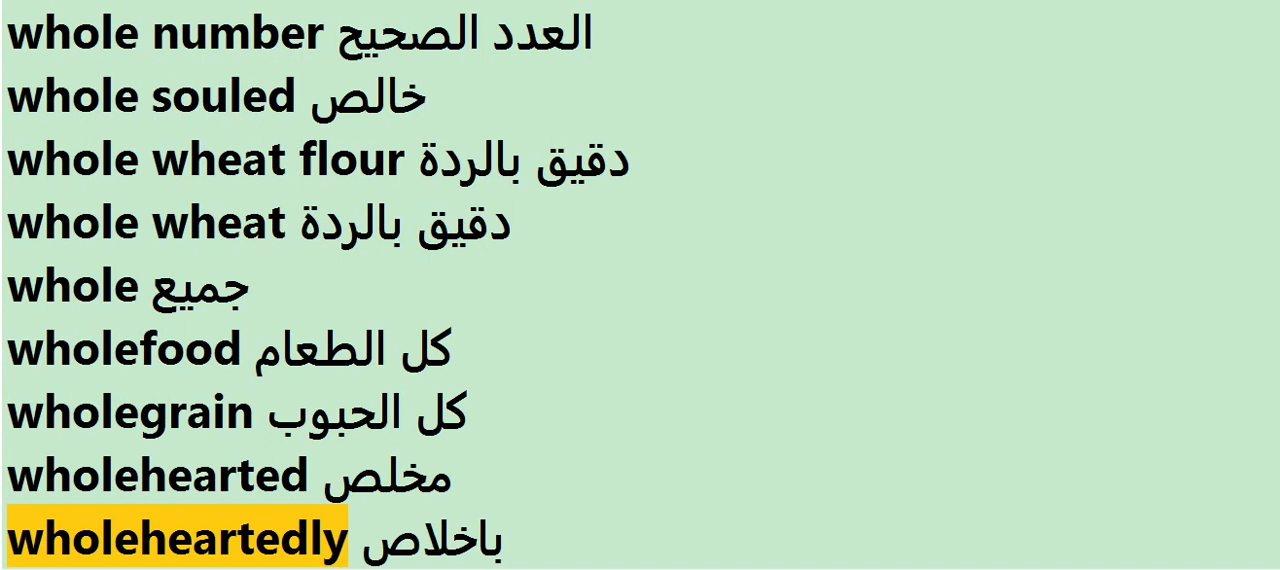 whole number العدد الصحيح
whole souled خالص
whole wheat flour دقيق بالردة
whole wheat دقيق بالردة
whole جميع
wholefood كل الطعام
wholegrain كل الحبوب
wholehearted مخلص
wholeheartedly باخلاص